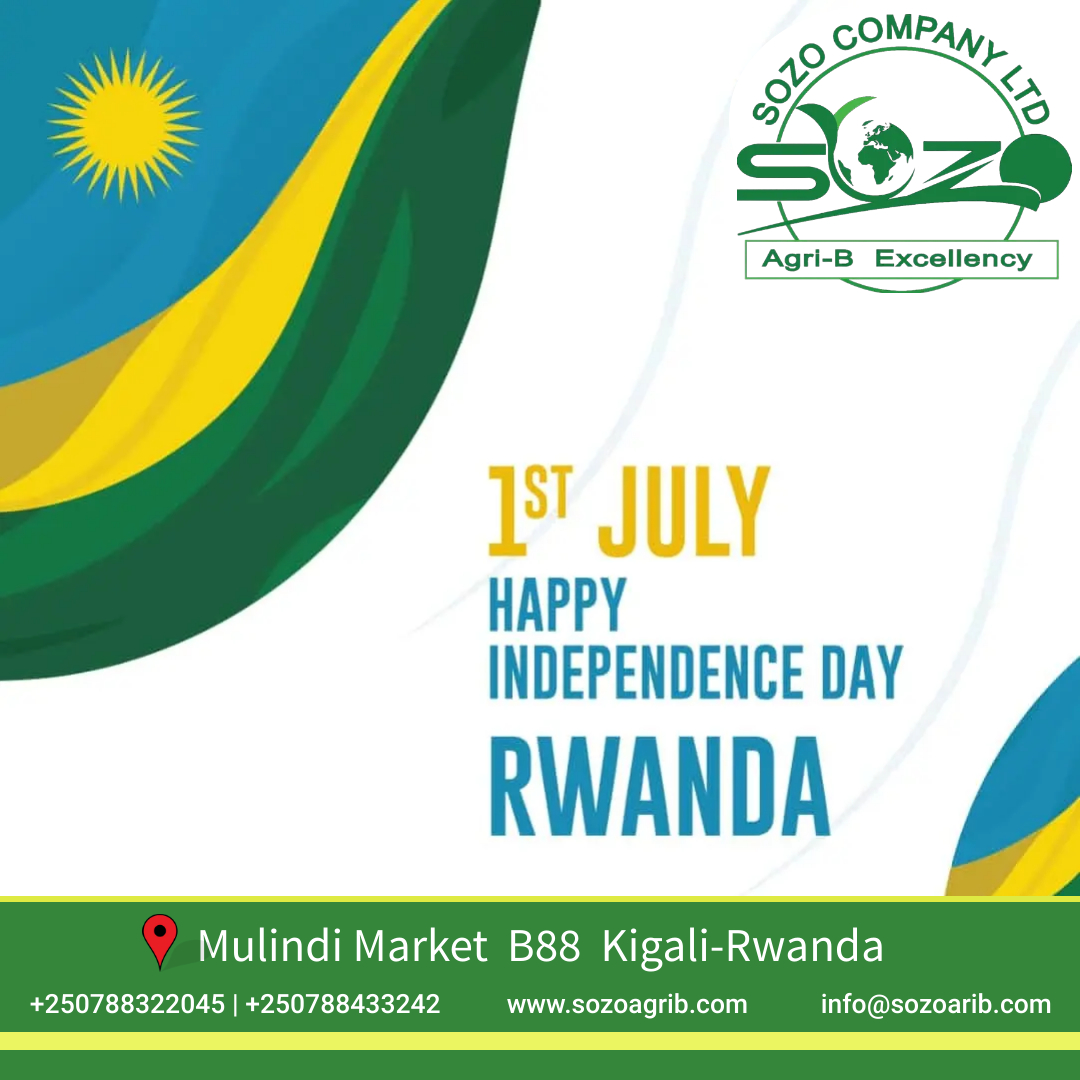 SOZO COMPANY LTD
SOZO
Agri-B Excellency
1ST JULY
HAPPY
INDEPENDENCE DAY
RWANDA
Mulindi Market B88 Kigali-Rwanda
+250788322045 | +250788433242 www.sozoagrib.com info@sozoarib.com